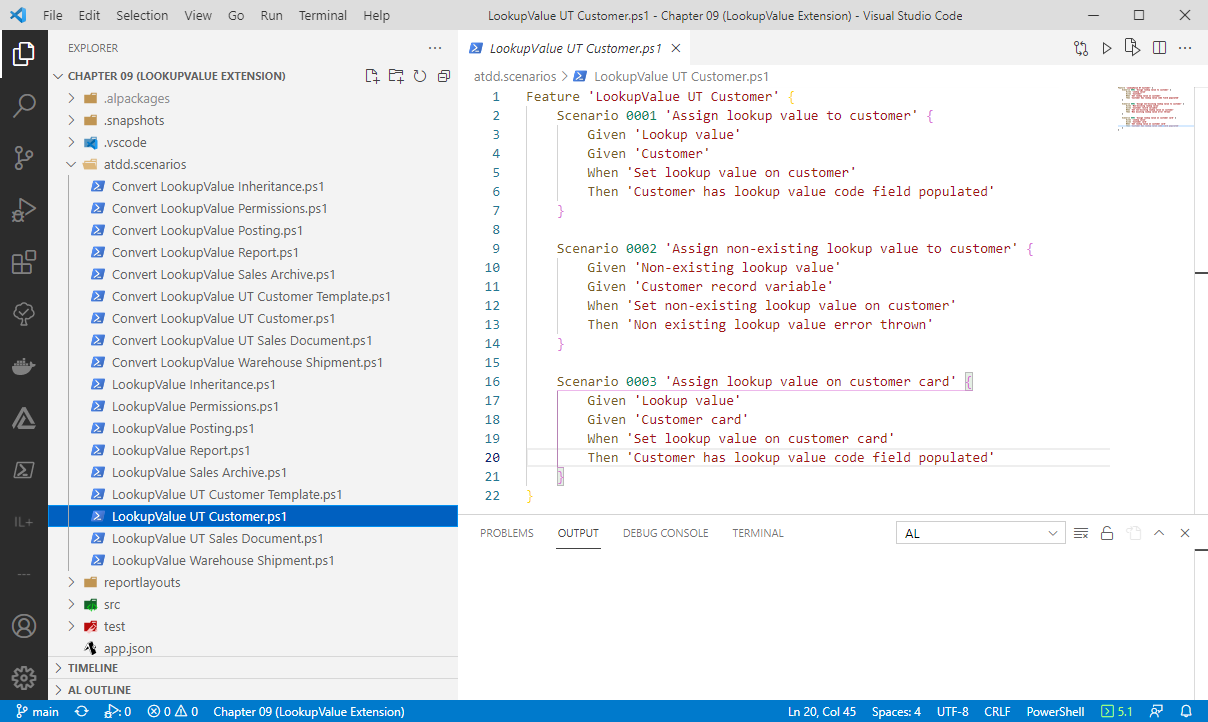 File Edit Selection View Go Run Terminal Help LookupValue UT Customer.ps1 - Chapter 09 (LookupValue Extension) - Visual Studio Code
EXPLORER
CHAPTER 09 (LOOKUPVALUE EXTENSION)
.alpackages
.snapshots
.vscode
atdd.scenarios
Convert LookupValue Inheritance.ps1
Convert LookupValue Permissions.ps1
Convert LookupValue Posting.ps1
Convert LookupValue Report.ps1
Convert LookupValue Sales Archive.ps1
Convert LookupValue UT Customer Template.ps1
Convert LookupValue UT Customer.ps1
Convert LookupValue UT Sales Document.ps1
Convert LookupValue Warehouse Shipment.ps1
LookupValue Inheritance.ps1
LookupValue Permissions.ps1
LookupValue Posting.ps1
LookupValue Report.ps1
LookupValue Sales Archive.ps1
LookupValue UT Customer Template.ps1
LookupValue UT Customer.ps1
LookupValue UT Sales Document.ps1
LookupValue Warehouse Shipment.ps1
reportlayouts
src
test
app.json
TIMELINE
AL OUTLINE
IL+
LookupValue UT Customer.ps1
atdd.scenarios > LookupValue UT Customer.ps1
1 Feature 'LookupValue UT Customer' {
2 Scenario 0001 'Assign lookup value to customer' {
3 Given 'Lookup value'
4 Given 'Customer'
5 When 'Set lookup value on customer'
6 Then 'Customer has lookup value code field populated'
7 }
8
9 Scenario 0002 'Assign non-existing lookup value to customer' {
10 Given 'Non-existing lookup value'
11 Given 'Customer record variable'
12 When 'Set non-existing lookup value on customer'
13 Then 'Non existing lookup value error thrown'
14 }
15
16 Scenario 0003 'Assign lookup value on customer card' {
17 Given 'Lookup value'
18 Given 'Customer card'
19 When 'Set lookup value on customer card'
20 Then 'Customer has lookup value code field populated'
21 }
22 }
PROBLEMS OUTPUT DEBUG CONSOLE TERMINAL AL
main 0 0 0 Chapter 09 (LookupValue Extension) Ln 20, Col 45 Spaces: 4 UTF-8 CRLF PowerShell 5.1